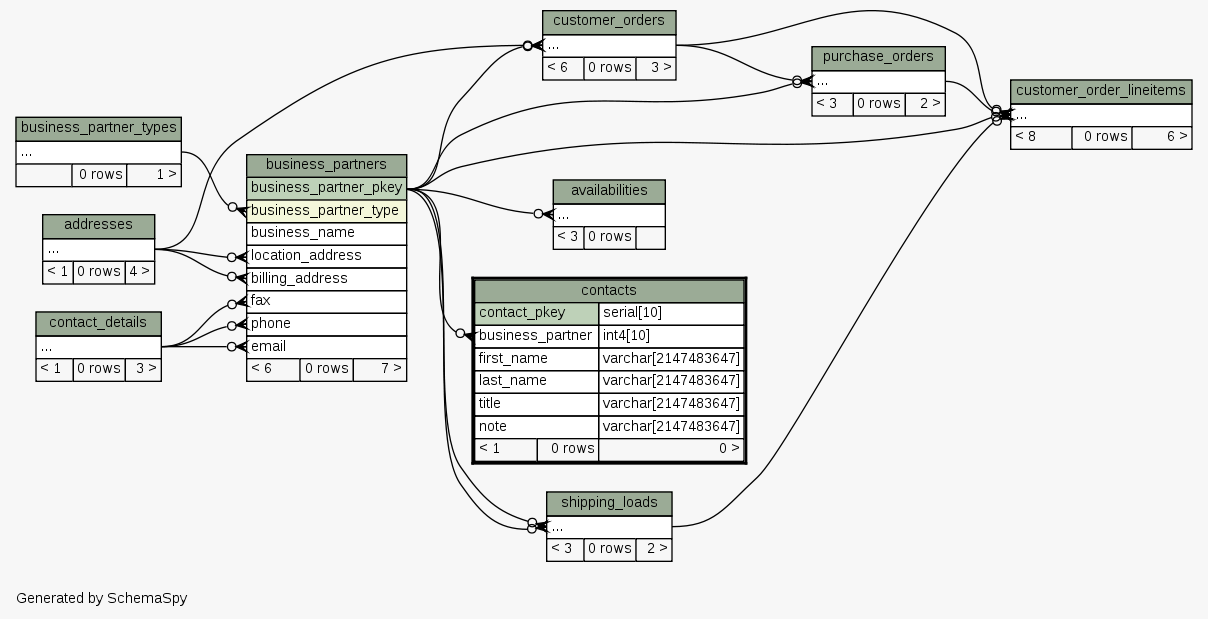 customer_orders
...
< 6 0 rows 3 >
purchase_orders
...
< 3 0 rows 2 >
customer_order_lineitems
...
< 8 0 rows 6 >
business_partner_types
...
0 rows 1 >
business_partners
business_partner_pkey
business_partner_type
business_name
location_address
billing_address
fax
phone
email
< 6 0 rows 7 >
addresses
...
< 1 0 rows 4 >
contact_details
...
< 1 0 rows 3 >
availabilities
...
< 3 0 rows
contacts
contact_pkey serial[10]
business_partner int4[10]
first_name varchar[2147483647]
last_name varchar[2147483647]
title varchar[2147483647]
note varchar[2147483647]
< 1 0 rows 0 >
shipping_loads
...
< 3 0 rows 2 >
Generated by SchemaSpy